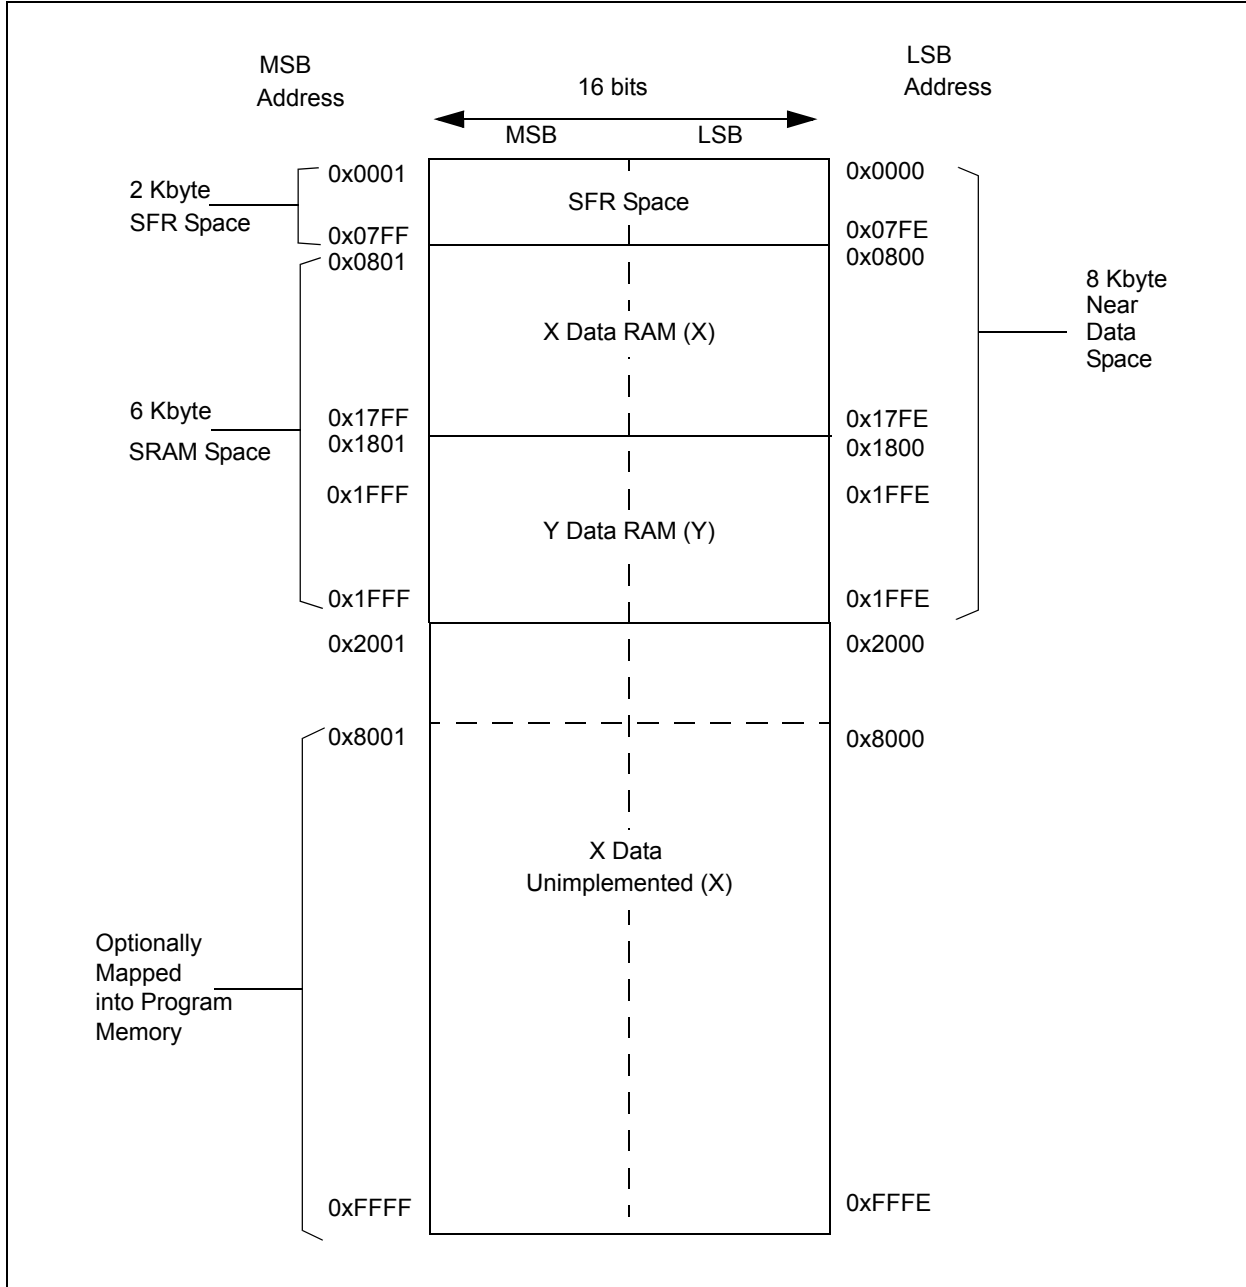 MSB
Address
LSB
Address
16 bits
MSB
LSB
2 Kbyte
SFR Space
0x0001
0x07FF
0x0801
SFR Space
0x0000
0x07FE
0x0800
6 Kbyte
SRAM Space
X Data RAM (X)
8 Kbyte
Near
Data
Space
0x17FF
0x1801
0x17FE
0x1800
0x1FFF
0x1FFE
Y Data RAM (Y)
0x1FFF
0x1FFE
0x2001
0x2000
0x8001
0x8000
X Data
Unimplemented (X)
Optionally
Mapped
into Program
Memory
0xFFFF
0xFFFE